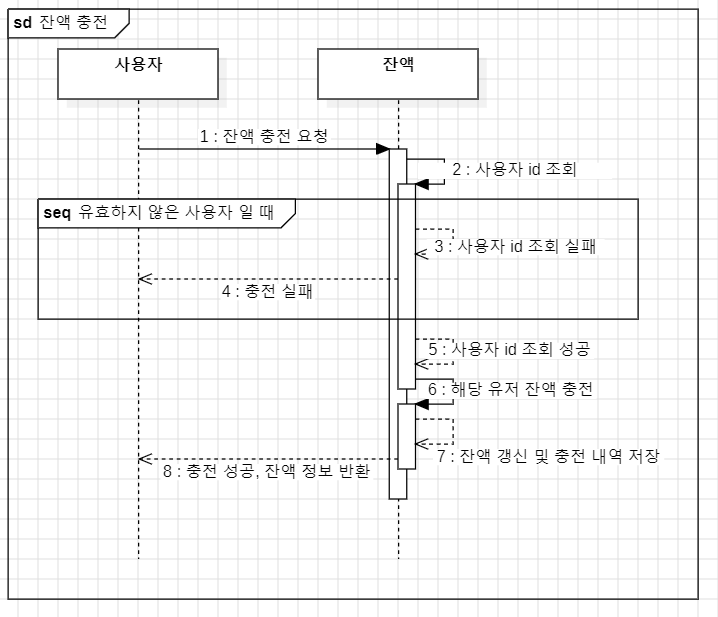 sd 잔액 충전
사용자
잔액
1 : 잔액 충전 요청
2 : 사용자 id 조회
seq 유효하지 않은 사용자 일 때
3 : 사용자 id 조회 실패
4 : 충전 실패
5 : 사용자 id 조회 성공
6 : 해당 유저 잔액 충전
7 : 잔액 갱신 및 충전 내역 저장
8 : 충전 성공, 잔액 정보 반환